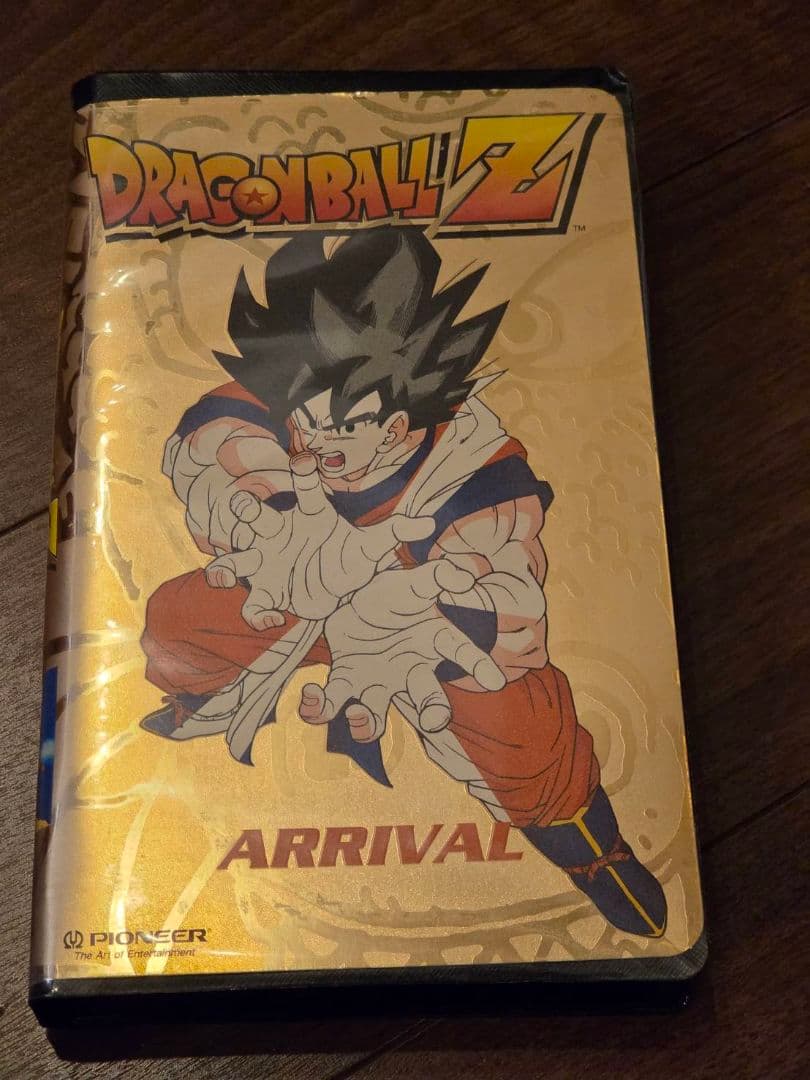 DRAGON BALL Z
TM
ARRIVAL
PIONEER
The Art of Entertainment